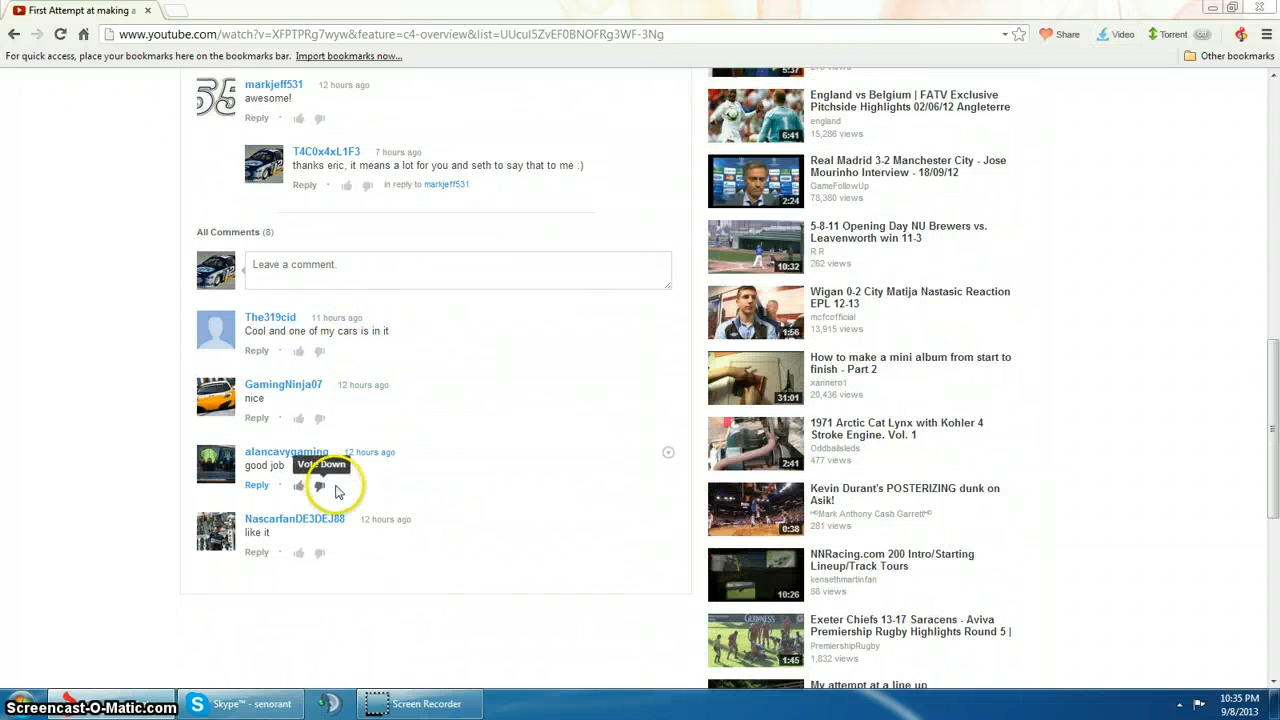 First Attempt at making a
www.youtube.com/watch?v=XFPTPRg7wyw&feature=c4-overview&list=UUcul5ZvEF0BNOFRg3WF-3Ng
Share
Video
Torrent
For quick access, place your bookmarks here on the bookmarks bar. Import bookmarks now...
Other bookmarks
markjeff531 12 hours ago
awesome!
Reply
T4C0x4xL1F3 7 hours ago
thanks eric, it means a lot for you and seth to say that to me :)
Reply in reply to markjeff531
All Comments (8)
Leave a comment.
The319cid 11 hours ago
Cool and one of my cars is in it
Reply
GamingNinja07 12 hours ago
nice
Reply
alancavygaming 12 hours ago
good job
Vote Down
Reply
NascarfanDE3DEJ88 12 hours ago
like it
Reply
5:37
England vs Belgium | FATV Exclusive
Pitchside Highlights 02/06/12 Angleterre
england
15,286 views
6:41
Real Madrid 3-2 Manchester City - Jose
Mourinho Interview - 18/09/12
GameFollowUp
78,380 views
2:24
5-8-11 Opening Day NU Brewers vs.
Leavenworth win 11-3
R R
262 views
10:32
Wigan 0-2 City Matija Nastasic Reaction
EPL 12-13
mcfcofficial
13,915 views
1:56
How to make a mini album from start to
finish - Part 2
xarinero1
20,436 views
31:01
1971 Arctic Cat Lynx with Kohler 4
Stroke Engine. Vol. 1
Oddballsleds
477 views
2:41
Kevin Durant's POSTERIZING dunk on
Asik!
ᴴᴰMark Anthony Cash Garrettᴴᴰ
281 views
0:38
NNRacing.com 200 Intro/Starting
Lineup/Track Tours
kensethmartinfan
88 views
10:26
Exeter Chiefs 13-17 Saracens - Aviva
Premiership Rugby Highlights Round 5 |
PremiershipRugby
1,832 views
GUINNESS
1:45
My attempt at a line up
Screencast-O-Matic.com
Skype™ - senorant
Screen Recorder
10:35 PM
9/8/2013